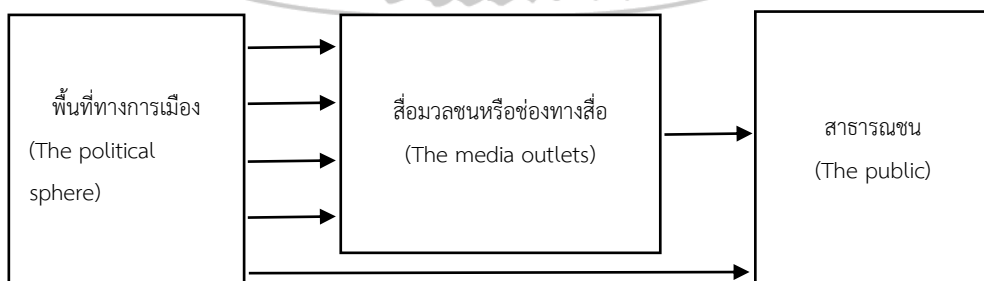 พื้นที่ทางการเมือง
(The political
sphere)
สื่อมวลชนหรือช่องทางสื่อ
(The media outlets)
สาธารณชน
(The public)